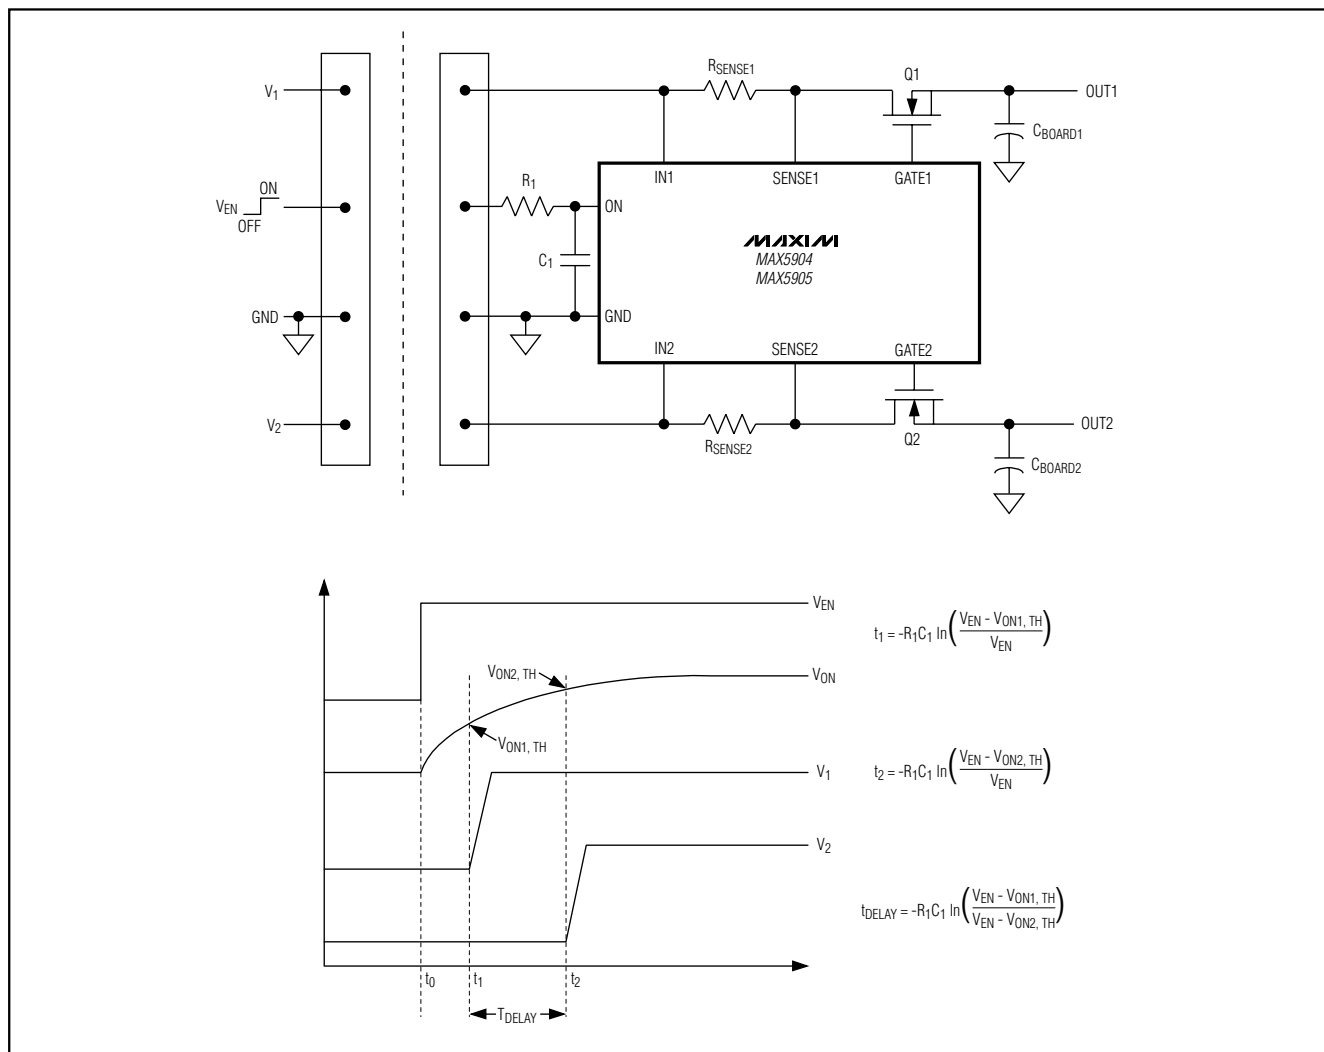 RSENSE1
Q1
V1
OUT1
CBOARD1
IN1
SENSE1
GATE1
R1
ON
VEN
OFF
ON
C1
MAXIM
MAX5904
MAX5905
GND
GND
IN2
SENSE2
GATE2
V2
RSENSE2
Q2
OUT2
CBOARD2
VEN
t1 = -R1C1 ln(VEN - VON1, TH / VEN)
VON2, TH
VON
VON1, TH
V1
t2 = -R1C1 ln(VEN - VON2, TH / VEN)
V2
tDELAY = -R1C1 ln(VEN - VON1, TH / VEN - VON2, TH)
t0
t1
t2
TDELAY